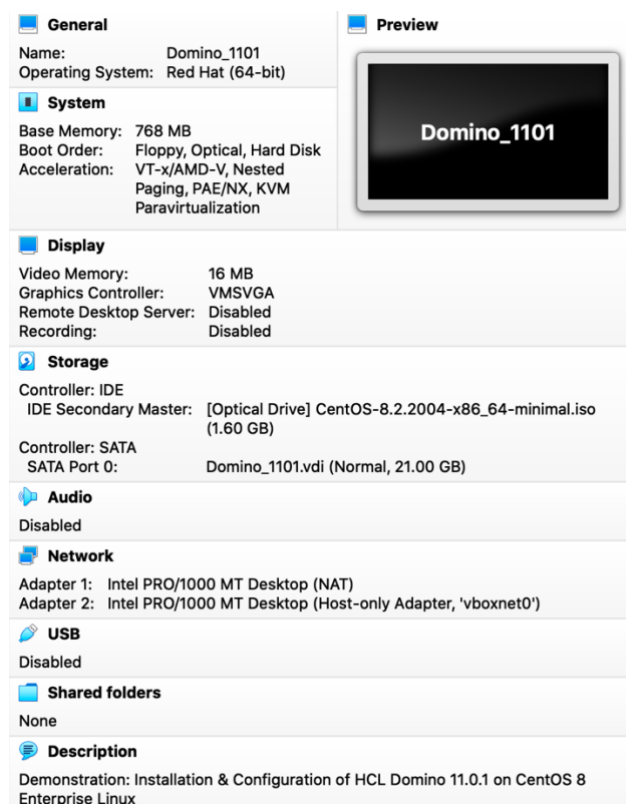 General
Name: Domino_1101
Operating System: Red Hat (64-bit)
System
Base Memory: 768 MB
Boot Order: Floppy, Optical, Hard Disk
Acceleration: VT-x/AMD-V, Nested
Paging, PAE/NX, KVM
Paravirtualization
Preview
Domino_1101
Display
Video Memory: 16 MB
Graphics Controller: VMSVGA
Remote Desktop Server: Disabled
Recording: Disabled
Storage
Controller: IDE
IDE Secondary Master: [Optical Drive] CentOS-8.2.2004-x86_64-minimal.iso
(1.60 GB)
Controller: SATA
SATA Port 0: Domino_1101.vdi (Normal, 21.00 GB)
Audio
Disabled
Network
Adapter 1: Intel PRO/1000 MT Desktop (NAT)
Adapter 2: Intel PRO/1000 MT Desktop (Host-only Adapter, 'vboxnet0')
USB
Disabled
Shared folders
None
Description
Demonstration: Installation & Configuration of HCL Domino 11.0.1 on CentOS 8
Enterprise Linux